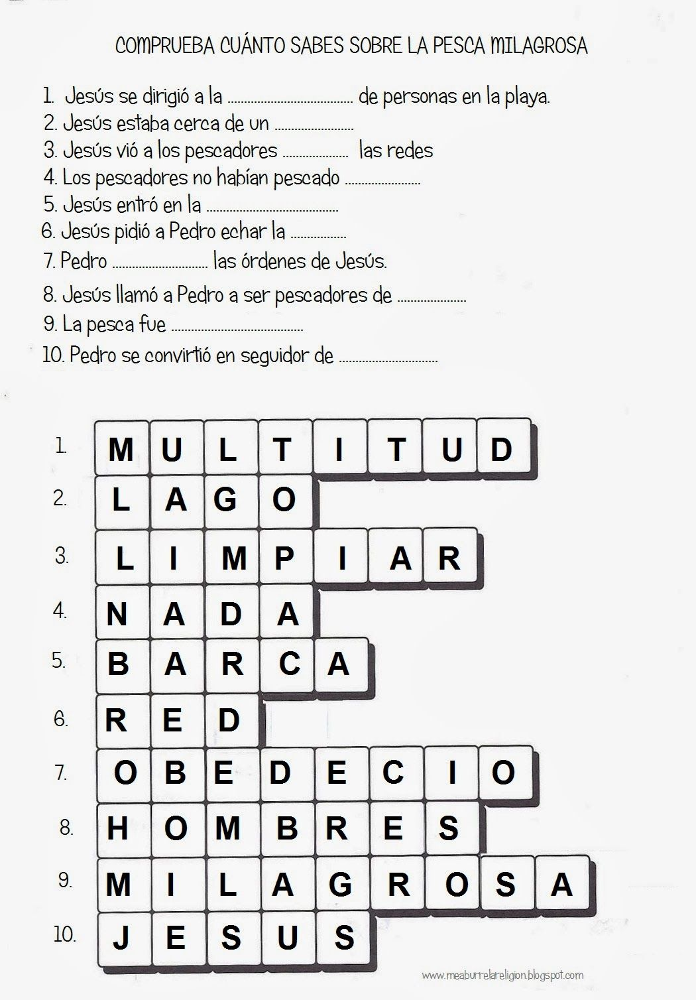 COMPRUEBA CUÁNTO SABES SOBRE LA PESCA MILAGROSA
1. Jesús se dirigió a la ...................................... de personas en la playa.
2. Jesús estaba cerca de un ........................
3. Jesús vió a los pescadores .................... las redes
4. Los pescadores no habían pescado .......................
5. Jesús entró en la ........................................
6. Jesús pidió a Pedro echar la .................
7. Pedro ............................. las órdenes de Jesús.
8. Jesús llamó a Pedro a ser pescadores de .....................
9. La pesca fue ........................................
10. Pedro se convirtió en seguidor de ..............................
1. M U L T I T U D
2. L A G O
3. L I M P I A R
4. N A D A
5. B A R C A
6. R E D
7. O B E D E C I O
8. H O M B R E S
9. M I L A G R O S A
10. J E S U S
www.meaburrelareligion.blogspot.com